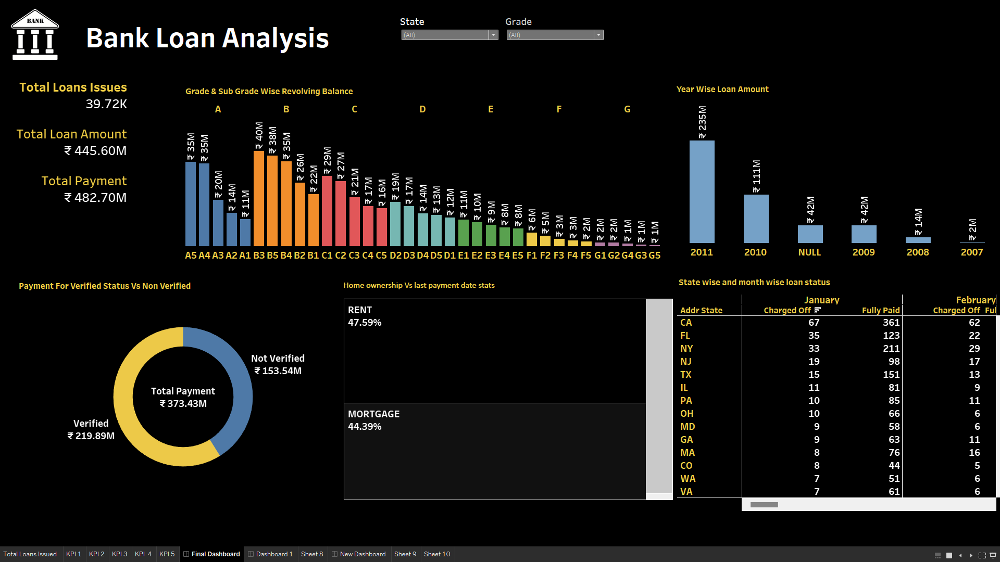 BANK
Bank Loan Analysis
State
(All)
Grade
(All)
Total Loans Issues
39.72K
Total Loan Amount
₹ 445.60M
Total Payment
₹ 482.70M
Grade & Sub Grade Wise Revolving Balance
A B C D E F G
₹ 35M ₹ 35M ₹ 20M ₹ 14M ₹ 11M ₹ 40M ₹ 38M ₹ 35M ₹ 26M ₹ 22M ₹ 29M ₹ 27M ₹ 21M ₹ 17M ₹ 16M ₹ 19M ₹ 17M ₹ 14M ₹ 13M ₹ 12M ₹ 11M ₹ 10M ₹ 9M ₹ 8M ₹ 8M ₹ 6M ₹ 5M ₹ 3M ₹ 3M ₹ 2M ₹ 2M ₹ 2M ₹ 1M ₹ 1M ₹ 1M
A5 A4 A3 A2 A1 B3 B5 B4 B2 B1 C1 C2 C3 C4 C5 D2 D3 D4 D5 D1 E1 E2 E3 E4 E5 F1 F2 F3 F4 F5 G1 G2 G4 G3 G5
Year Wise Loan Amount
₹ 235M ₹ 111M ₹ 42M ₹ 42M ₹ 14M ₹ 2M
2011 2010 NULL 2009 2008 2007
Payment For Verified Status Vs Non Verified
Not Verified
₹ 153.54M
Total Payment
₹ 373.43M
Verified
₹ 219.89M
Home ownership Vs last payment date stats
RENT
47.59%
MORTGAGE
44.39%
State wise and month wise loan status
January February
Addr State Charged Off Fully Paid Charged Off Ful
CA 67 361 62
FL 35 123 22
NY 33 211 29
NJ 19 98 17
TX 15 151 13
IL 11 81 9
PA 10 85 11
OH 10 66 6
MD 9 58 6
GA 9 63 11
MA 8 76 16
CO 8 44 5
WA 7 51 6
VA 7 61 6
Total Loans Issued KPI 1 KPI 2 KPI 3 KPI 4 KPI 5 Final Dashboard Dashboard 1 Sheet 8 New Dashboard Sheet 9 Sheet 10